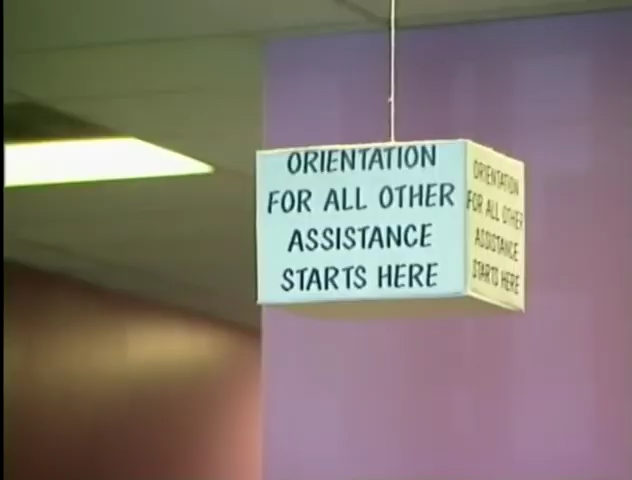 ORIENTATION
FOR ALL OTHER
ASSISTANCE
STARTS HERE
ORIENTATION
FOR ALL OTHER
ASSISTANCE
STARTS HERE